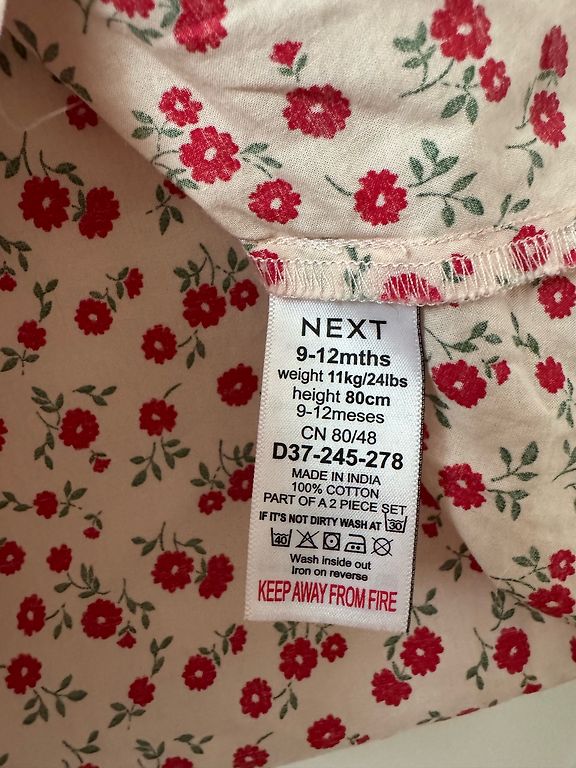 NEXT
9-12mths
weight 11kg/24lbs
height 80cm
9-12meses
CN 80/48
D37-245-278
MADE IN INDIA
100% COTTON
PART OF A 2 PIECE SET
IF IT'S NOT DIRTY WASH AT 30
40
Wash inside out
Iron on reverse
KEEP AWAY FROM FIRE